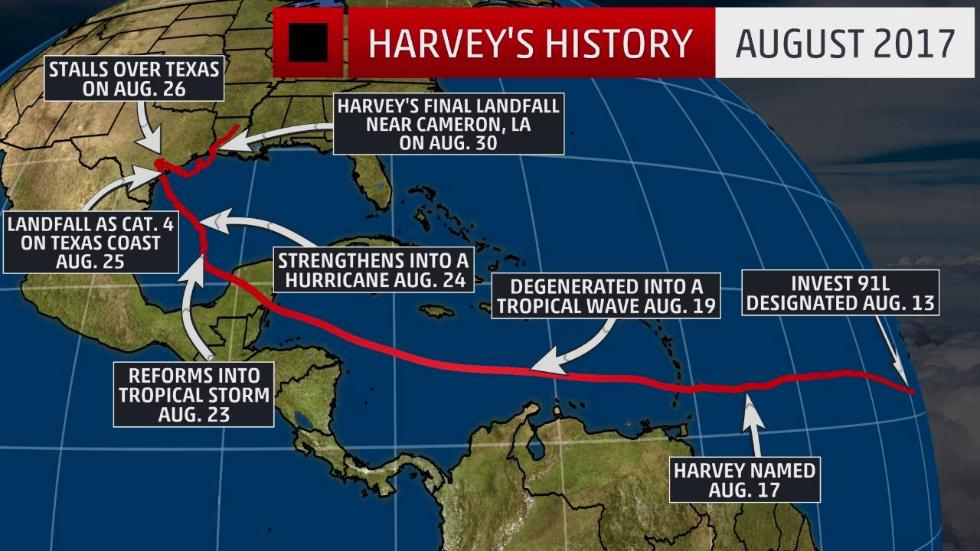 HARVEY'S HISTORY
AUGUST 2017
STALLS OVER TEXAS
ON AUG. 26
HARVEY'S FINAL LANDFALL
NEAR CAMERON, LA
ON AUG. 30
LANDFALL AS CAT. 4
ON TEXAS COAST
AUG. 25
STRENGTHENS INTO A
HURRICANE AUG. 24
DEGENERATED INTO A
TROPICAL WAVE AUG. 19
INVEST 91L
DESIGNATED AUG. 13
REFORMS INTO
TROPICAL STORM
AUG. 23
HARVEY NAMED
AUG. 17